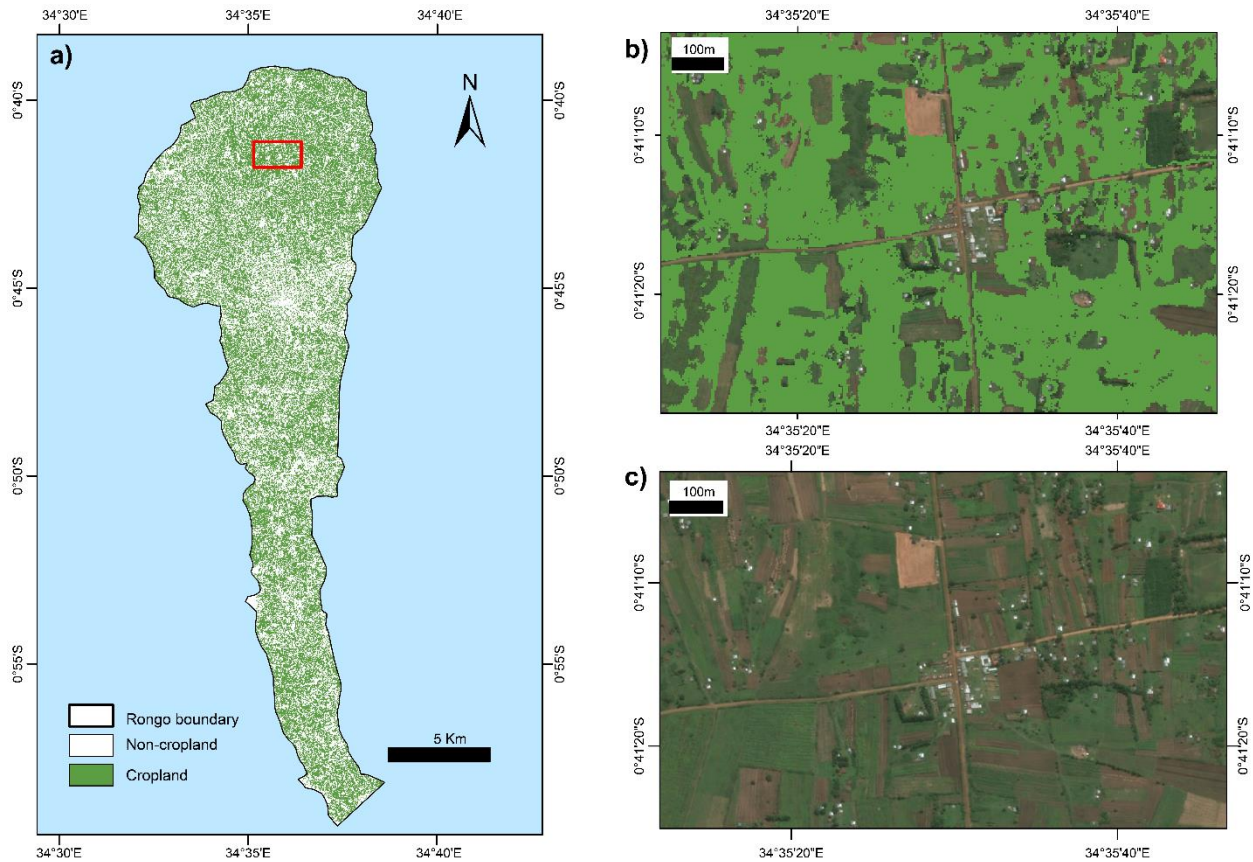 34°30'E
34°35'E
34°40'E
a)
N
0°40'S
0°40'S
0°45'S
0°45'S
0°50'S
0°50'S
0°55'S
0°55'S
Rongo boundary
Non-cropland
Cropland
5 Km
34°30'E
34°35'E
34°40'E
34°35'20"E
34°35'40"E
b)
100m
0°41'10"S
0°41'10"S
0°41'20"S
0°41'20"S
34°35'20"E
34°35'40"E
34°35'20"E
34°35'40"E
c)
100m
0°41'10"S
0°41'10"S
0°41'20"S
0°41'20"S
34°35'20"E
34°35'40"E